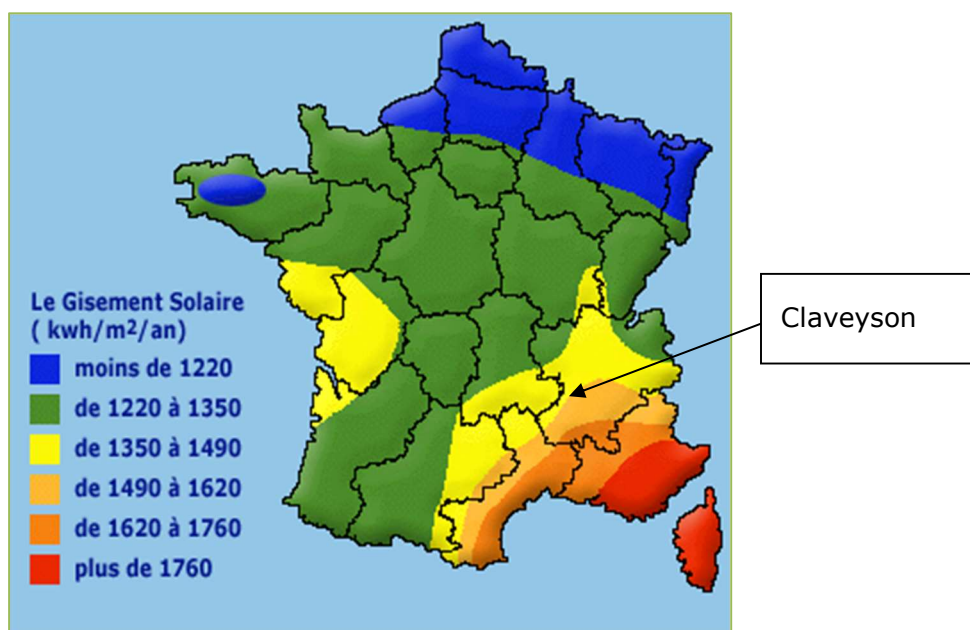 Le Gisement Solaire
( kwh/m2/an)
moins de 1220
de 1220 à 1350
de 1350 à 1490
de 1490 à 1620
de 1620 à 1760
plus de 1760
Claveyson